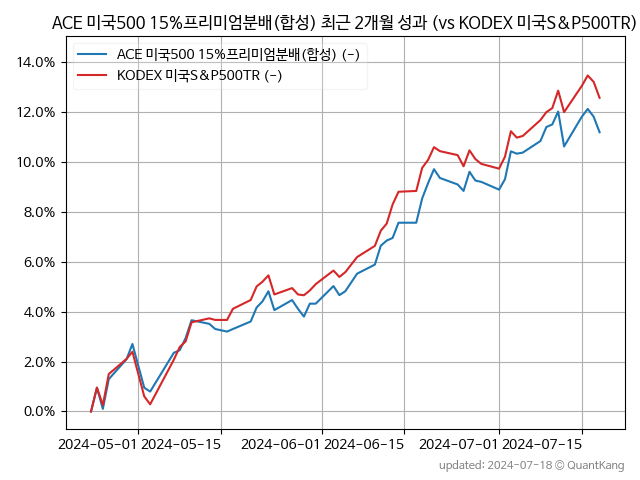 ACE 미국500 15%프리미엄분배(합성) 최근 2개월 성과 (vs KODEX 미국S&P500TR)
ACE 미국500 15%프리미엄분배(합성) (-)
KODEX 미국S&P500TR (-)
14.0%
12.0%
10.0%
8.0%
6.0%
4.0%
2.0%
0.0%
2024-05-01 2024-05-15 2024-06-01 2024-06-15 2024-07-01 2024-07-15
updated: 2024-07-18 © QuantKang